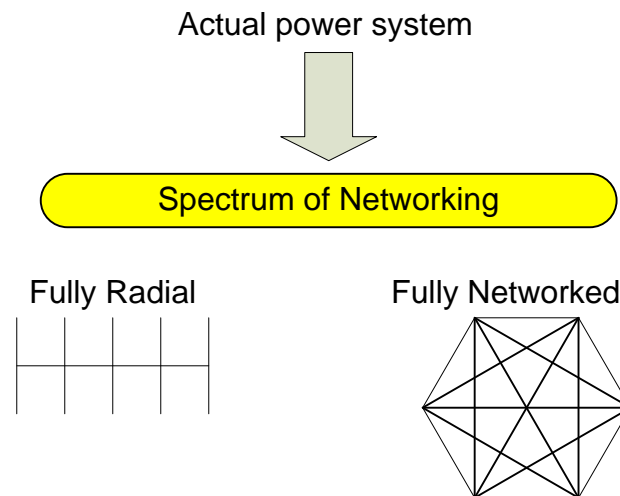 Actual power system
Spectrum of Networking
Fully Radial
Fully Networked